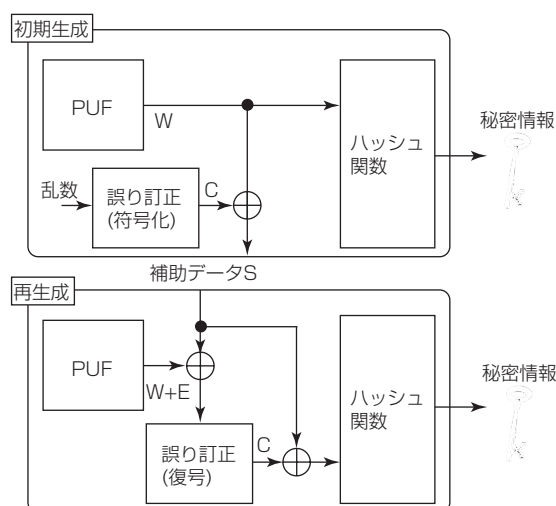 初期生成
PUF
W
ハッシュ
関数
秘密情報
乱数
誤り訂正
(符号化)
C
補助データS
再生成
PUF
W+E
ハッシュ
関数
秘密情報
誤り訂正
(復号)
C